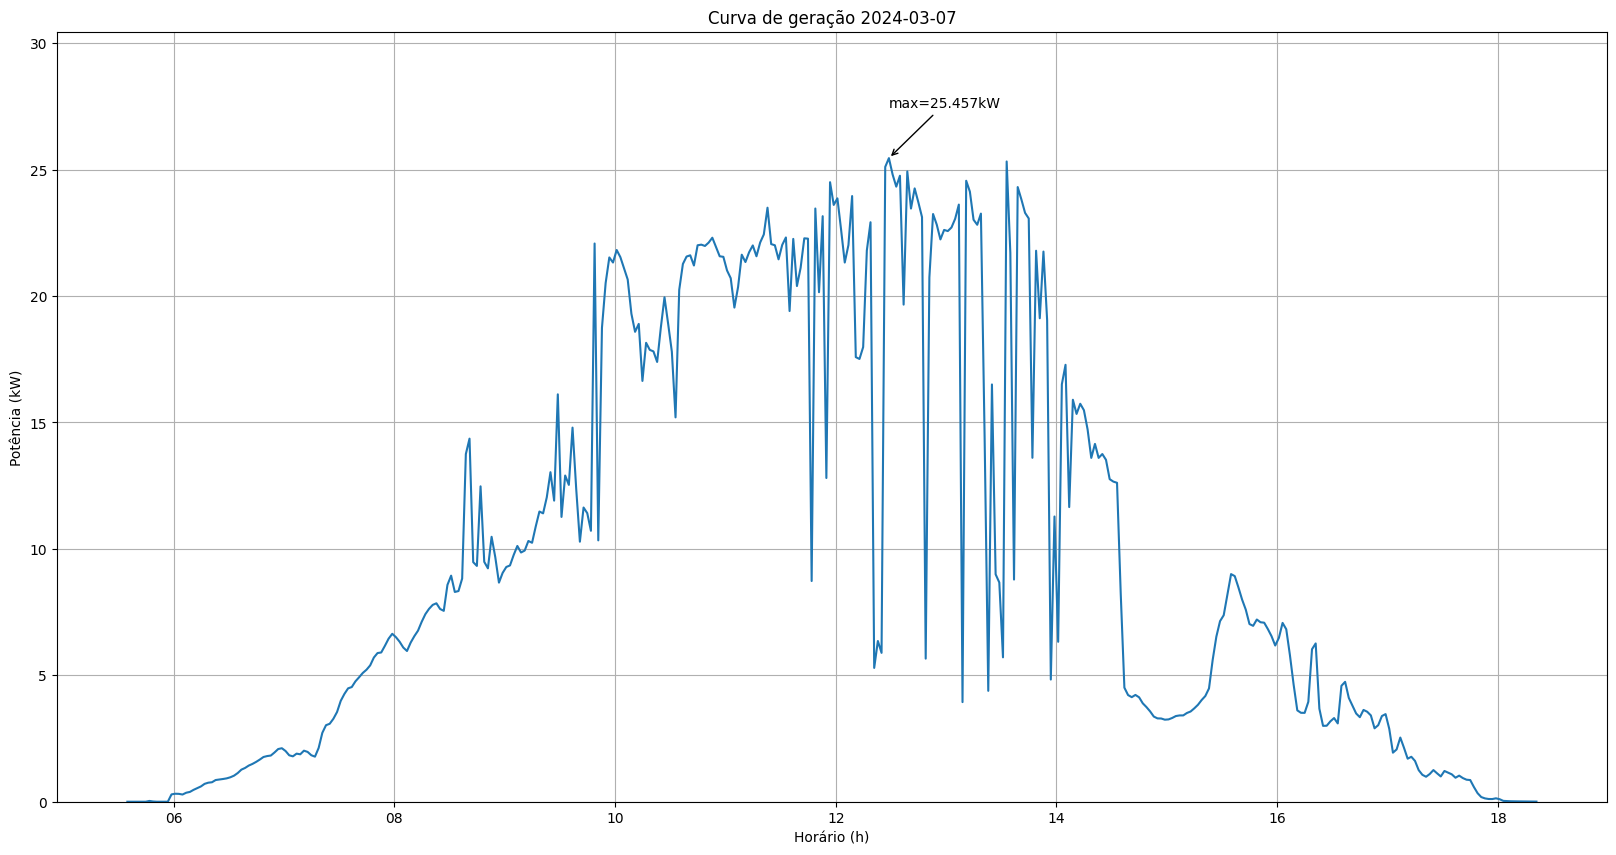 Curva de geração 2024-03-07
30
25
20
15
10
5
0
Potência (kW)
max=25.457kW
06 08 10 12 14 16 18
Horário (h)